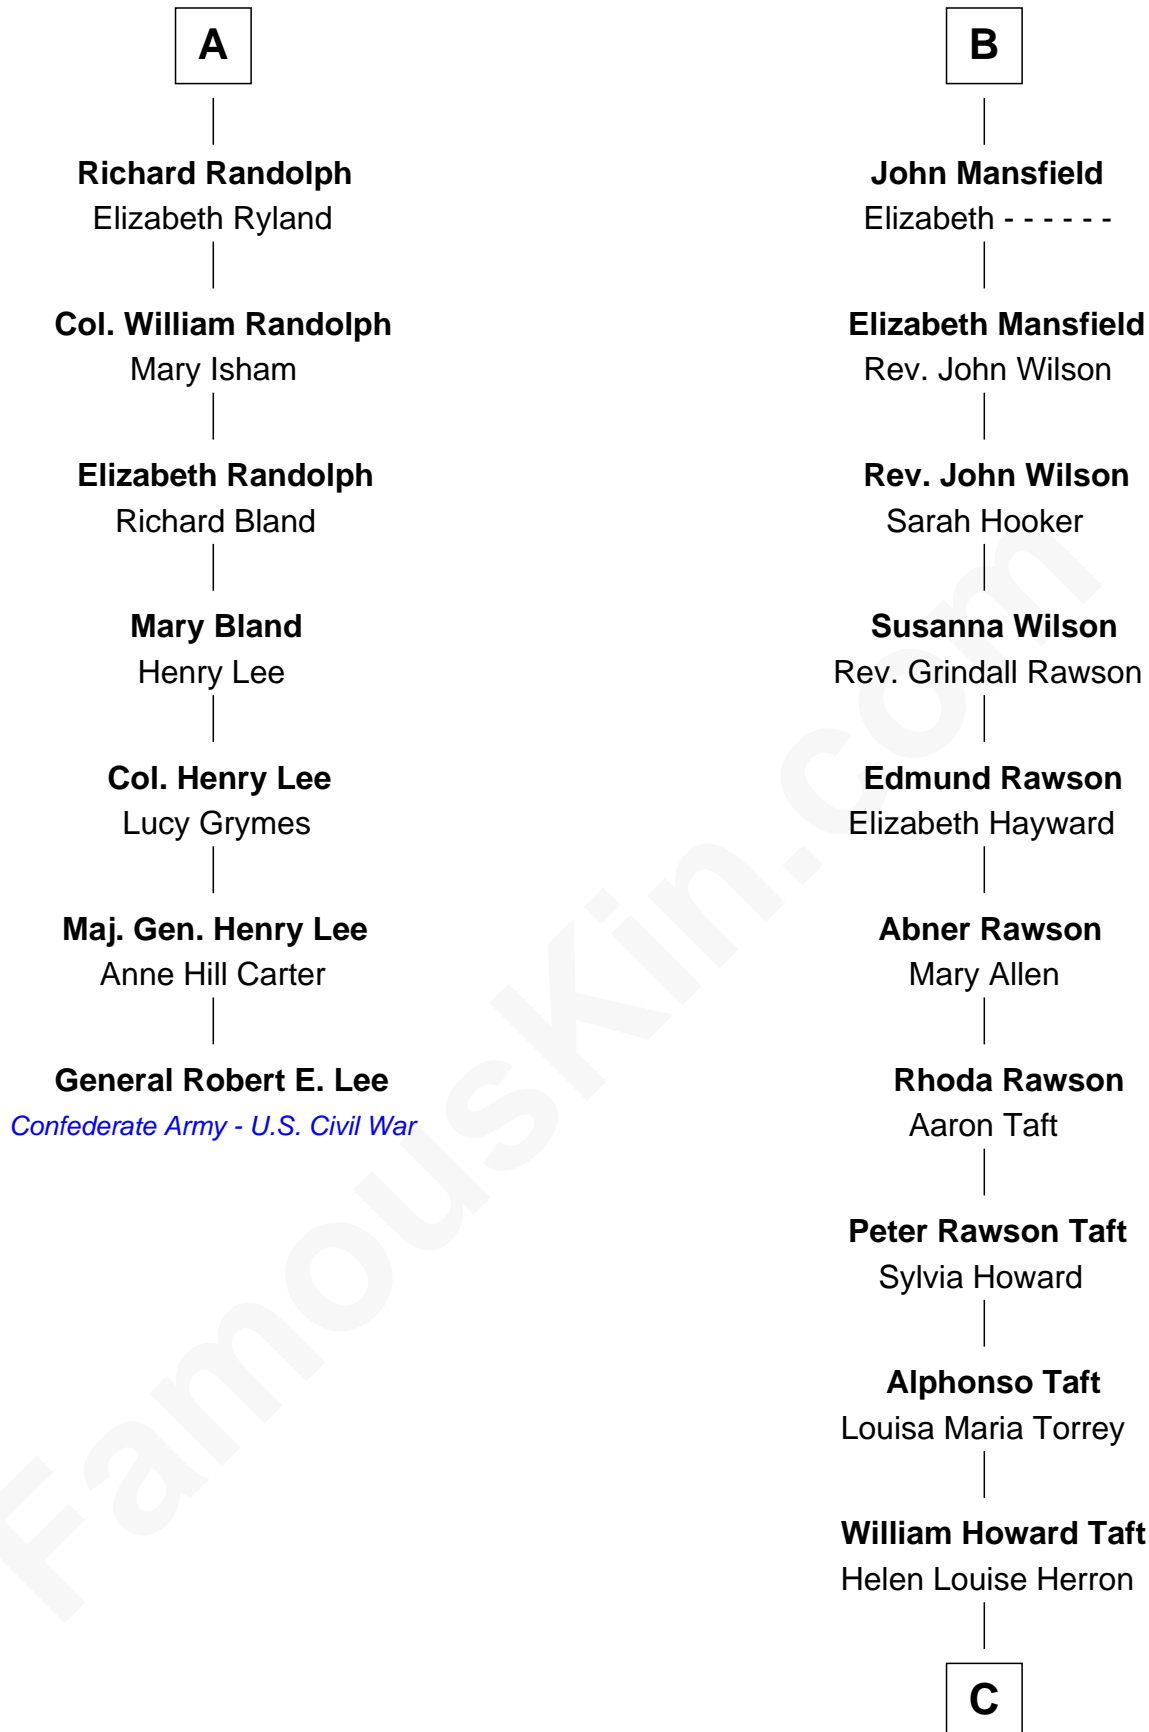 A
Richard Randolph
Elizabeth Ryland
Col. William Randolph
Mary Isham
Elizabeth Randolph
Richard Bland
Mary Bland
Henry Lee
Col. Henry Lee
Lucy Grymes
Maj. Gen. Henry Lee
Anne Hill Carter
General Robert E. Lee
Confederate Army - U.S. Civil War
B
John Mansfield
Elizabeth - - - - - -
Elizabeth Mansfield
Rev. John Wilson
Rev. John Wilson
Sarah Hooker
Susanna Wilson
Rev. Grindall Rawson
Edmund Rawson
Elizabeth Hayward
Abner Rawson
Mary Allen
Rhoda Rawson
Aaron Taft
Peter Rawson Taft
Sylvia Howard
Alphonso Taft
Louisa Maria Torrey
William Howard Taft
Helen Louise Herron
C
FamousKin.com